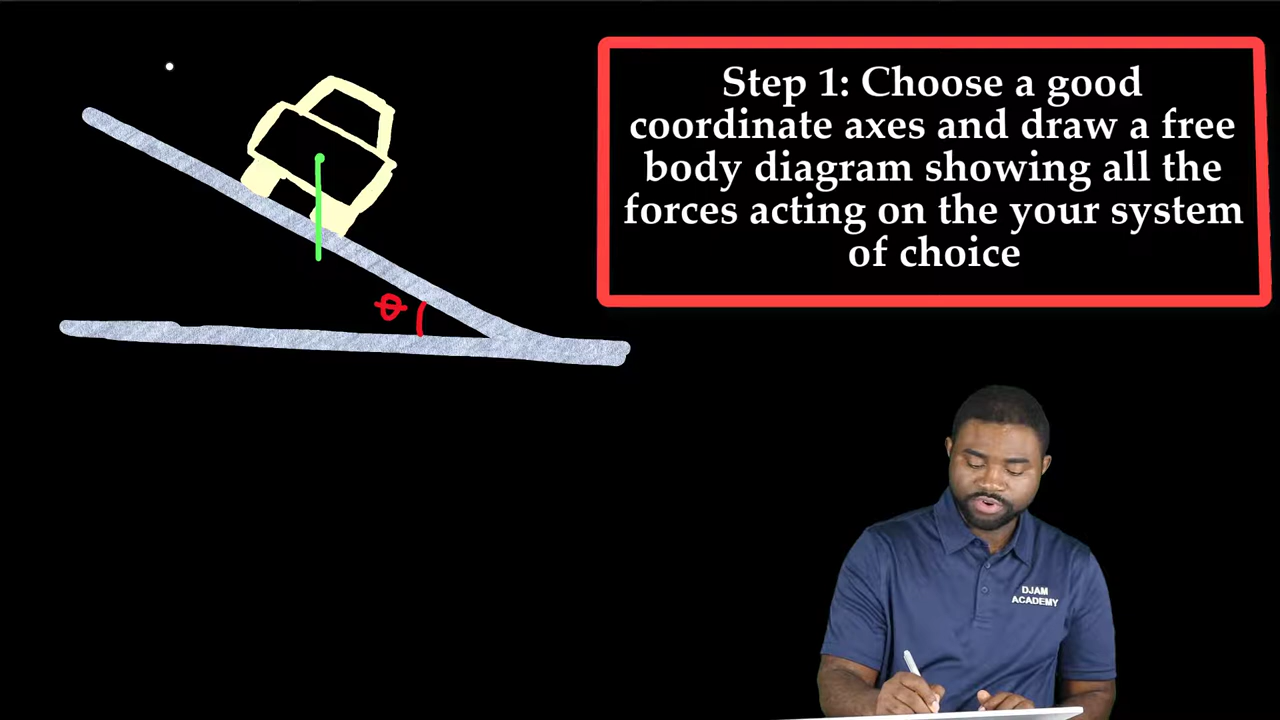 Step 1: Choose a good
coordinate axes and draw a free
body diagram showing all the
forces acting on the your system
of choice
Φ
DJAM
ACADEMY